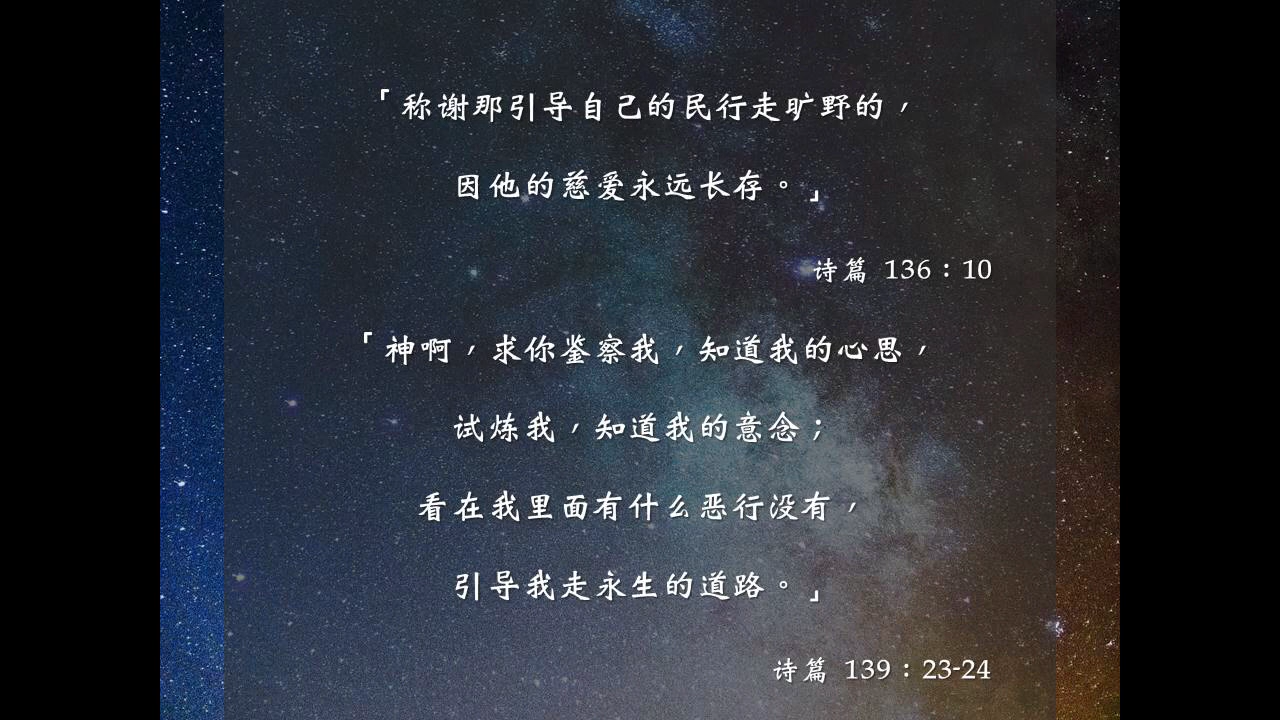 「称谢那引导自己的民行走旷野的，
因他的慈爱永远长存。」
诗篇 136：10
「神啊，求你鉴察我，知道我的心思，
试炼我，知道我的意念；
看在我里面有什么恶行没有，
引导我走永生的道路。」
诗篇 139：23-24